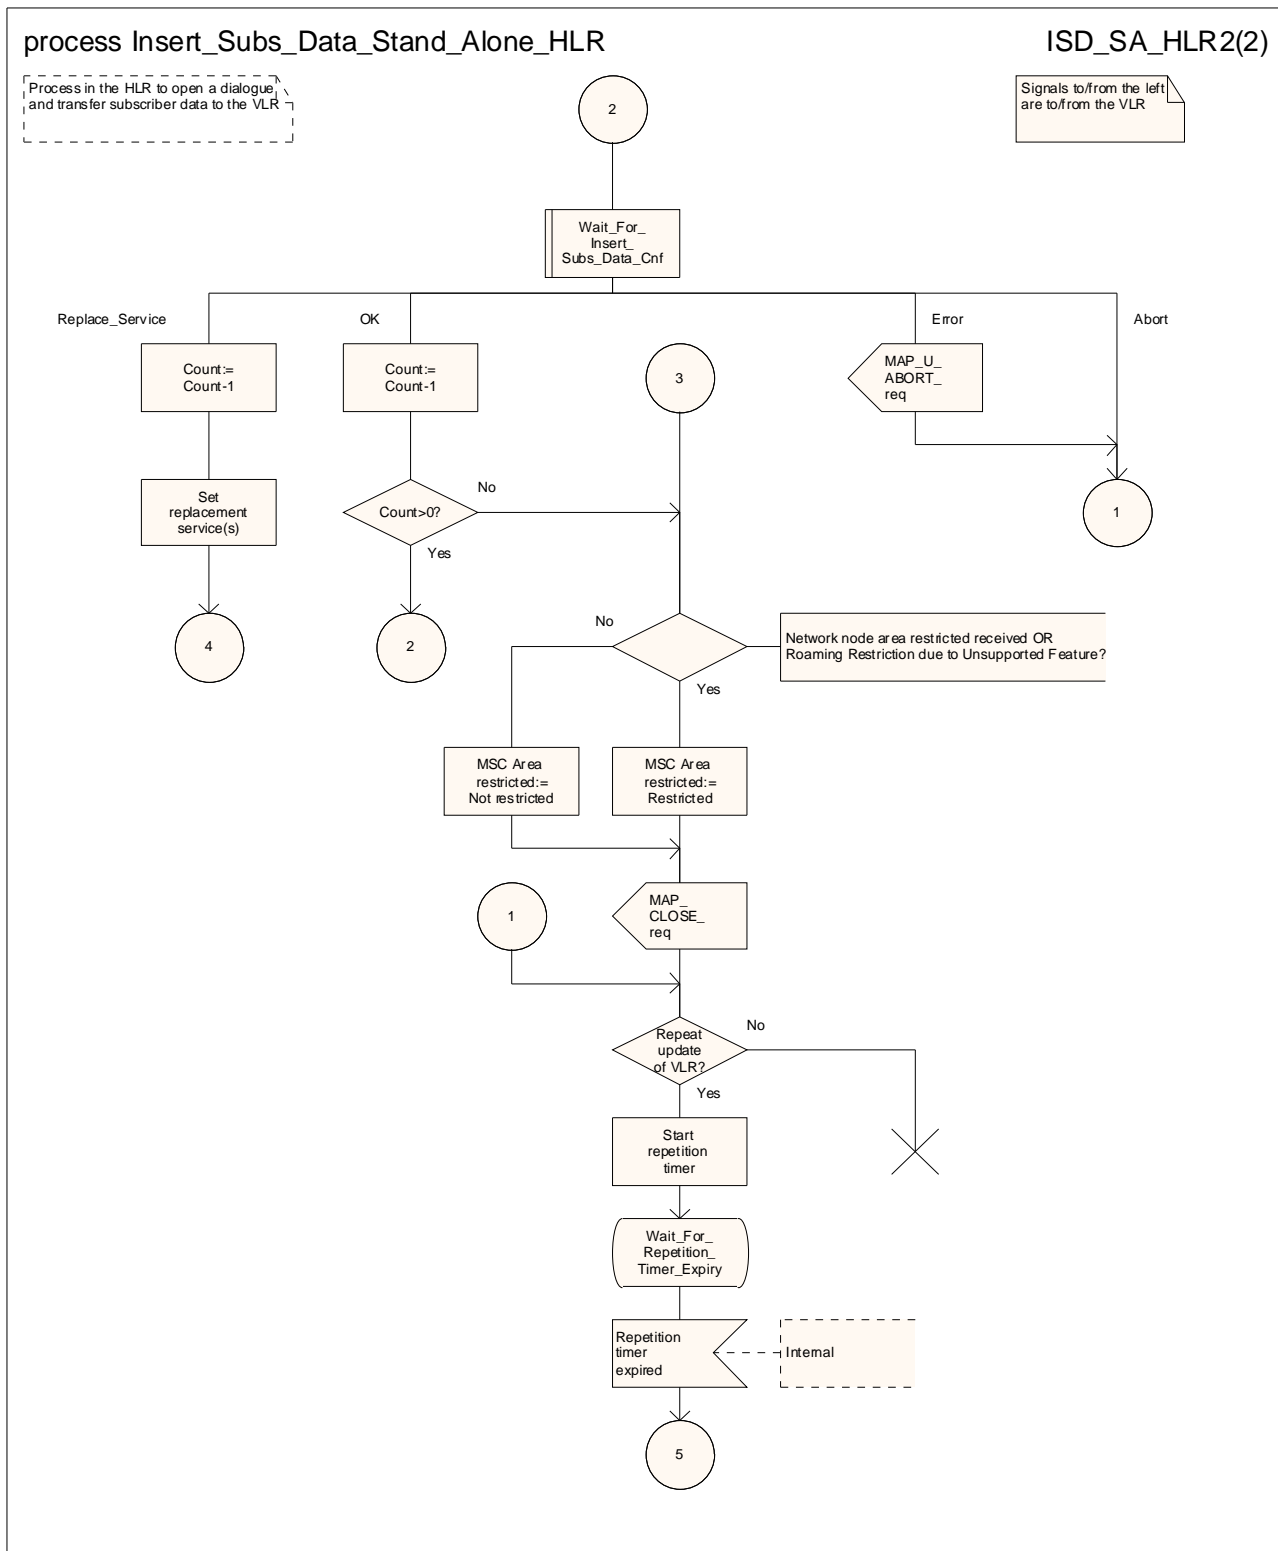 process Insert_Subs_Data_Stand_Alone_HLR
ISD_SA_HLR2(2)
Process in the HLR to open a dialogue
and transfer subscriber data to the VLR
2
Signals to/from the left
are to/from the VLR
Wait_For_
Insert_
Subs_Data_Cnf
Replace_Service
OK
Error
Abort
Count:=
Count-1
Count:=
Count-1
3
MAP_U_
ABORT_
req
Set
replacement
service(s)
Count>0?
No
Yes
1
4
2
No
Network node area restricted received OR
Roaming Restriction due to Unsupported Feature?
Yes
MSC Area
restricted:=
Not restricted
MSC Area
restricted:=
Restricted
1
MAP_
CLOSE_
req
Repeat
update
of VLR?
No
Yes
Start
repetition
timer
Wait_For_
Repetition_
Timer_Expiry
Repetition
timer
expired
Internal
5